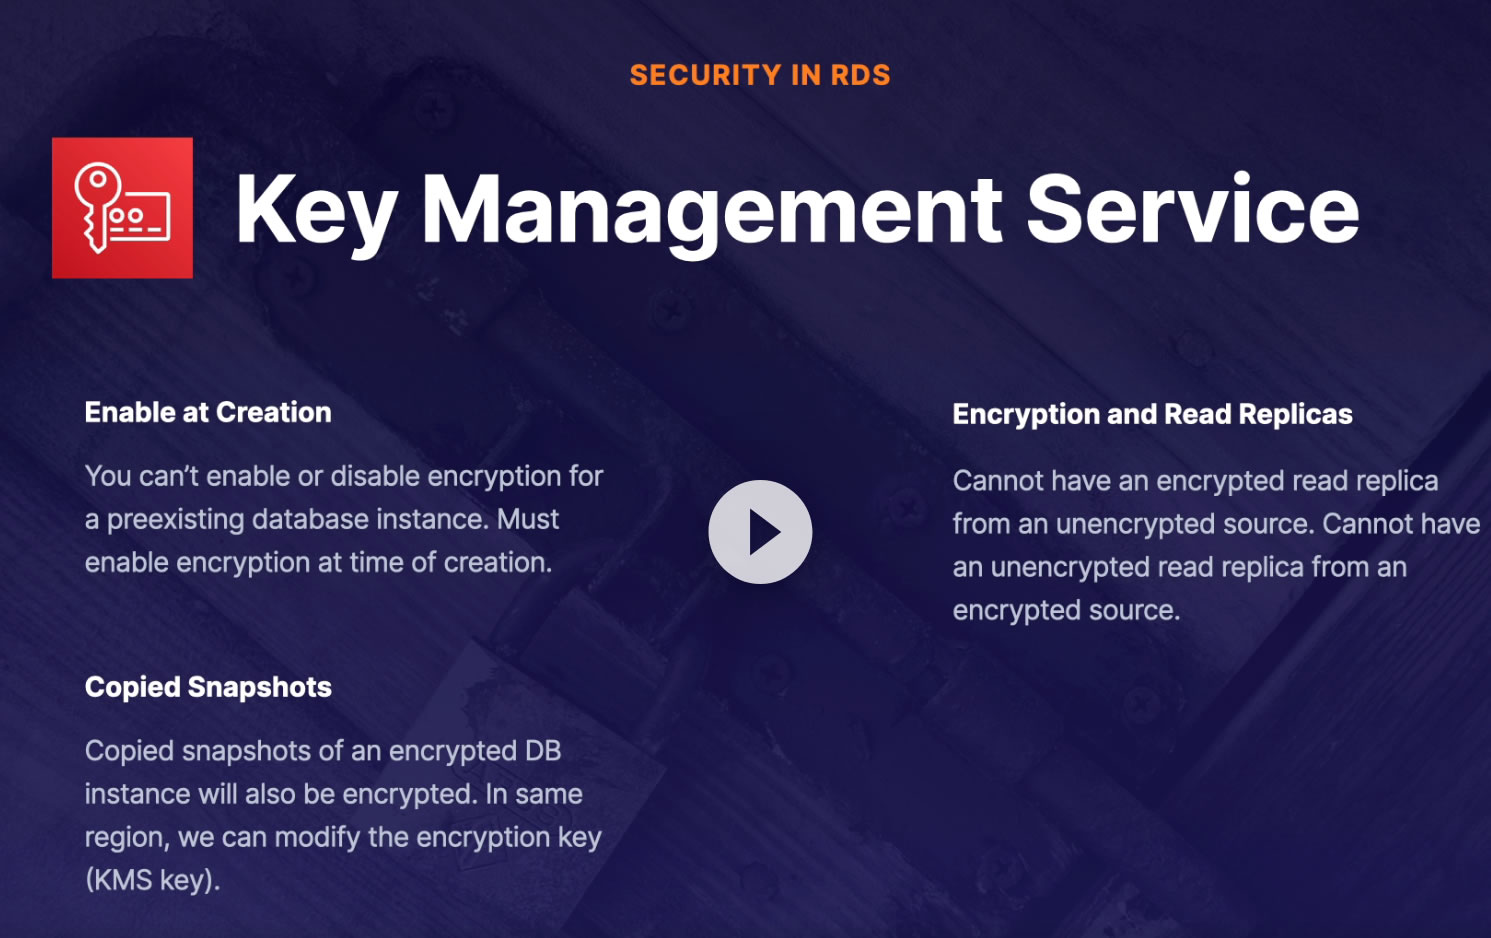 SECURITY IN RDS
Key Management Service
Enable at Creation
You can’t enable or disable encryption for
a preexisting database instance. Must
enable encryption at time of creation.
Copied Snapshots
Copied snapshots of an encrypted DB
instance will also be encrypted. In same
region, we can modify the encryption key
(KMS key).
Encryption and Read Replicas
Cannot have an encrypted read replica
from an unencrypted source. Cannot have
an unencrypted read replica from an
encrypted source.